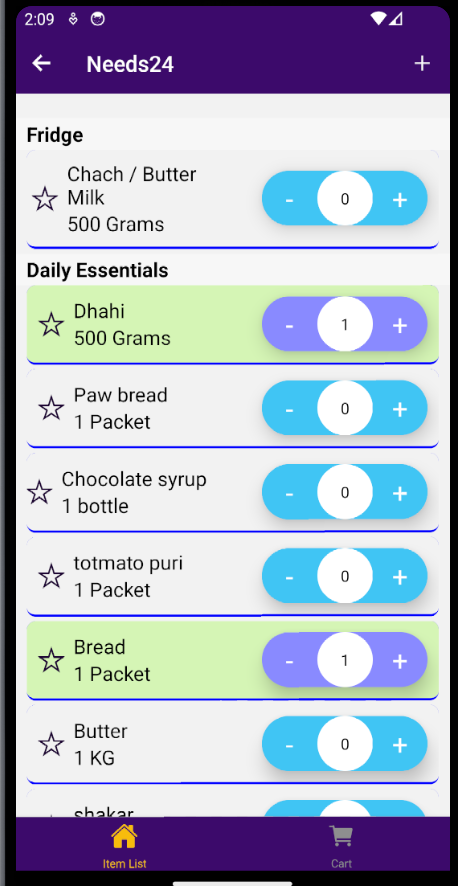 2:09
Needs24 +
Fridge
Chach / Butter
Milk
500 Grams
- 0 +
Daily Essentials
Dhahi
500 Grams
- 1 +
Paw bread
1 Packet
- 0 +
Chocolate syrup
1 bottle
- 0 +
totmato puri
1 Packet
- 0 +
Bread
1 Packet
- 1 +
Butter
1 KG
- 0 +
shakar
Item List
Cart